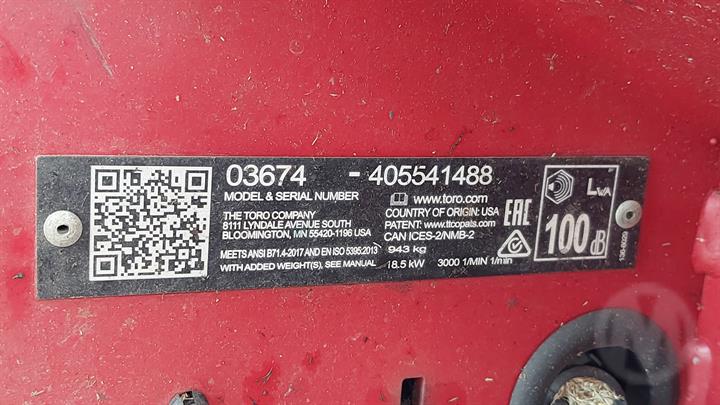 03674 - 405541488
MODEL & SERIAL NUMBER
THE TORO COMPANY
8111 LYNDALE AVENUE SOUTH
BLOOMINGTON, MN 55420-1196 USA
MEETS ANSI B71.4-2017 AND EN ISO 5395:2013
WITH ADDED WEIGHT(S), SEE MANUAL
www.toro.com
COUNTRY OF ORIGIN: USA
PATENT: www.ttcopats.com
CAN ICES-2/NMB-2
943 kg
18.5 kW 3000 1/MIN 1/min
EAC
LWA
100 dB